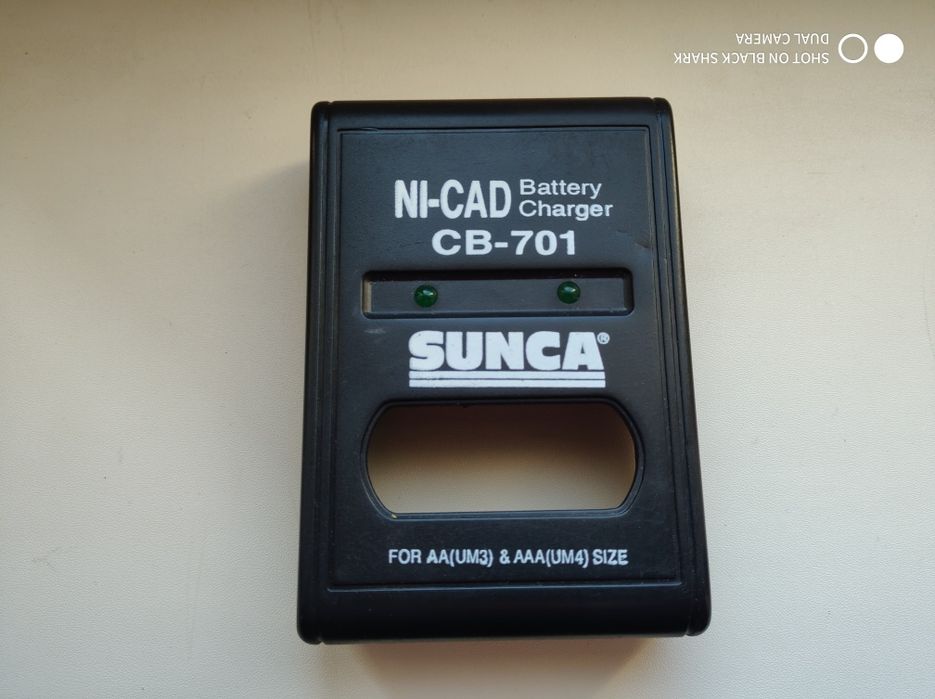 SHOT ON BLACK SHARK
DUAL CAMERA
NI-CAD Battery Charger
CB-701
SUNCA®
FOR AA(UM3) & AAA(UM4) SIZE